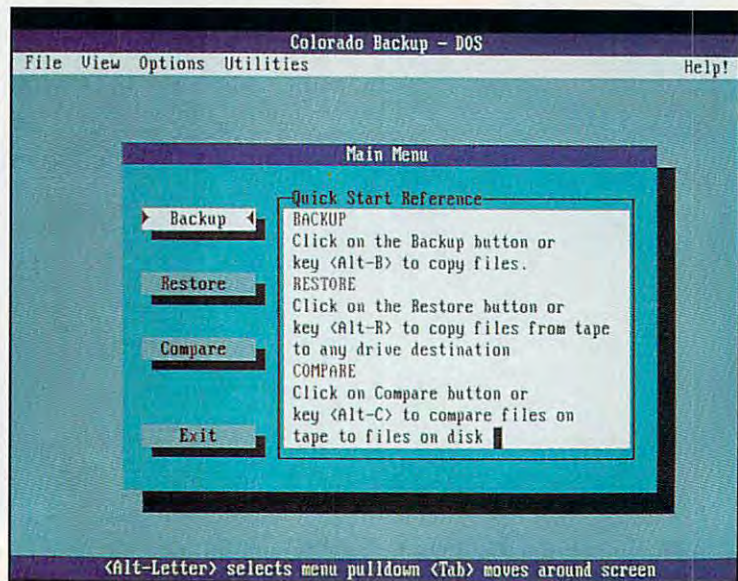 Colorado Backup - DOS
File View Options Utilities Help!
Main Menu
Quick Start Reference
Backup
BACKUP
Click on the Backup button or
key <Alt-B> to copy files.
Restore
RESTORE
Click on the Restore button or
key <Alt-R> to copy files from tape
Compare
to any drive destination
COMPARE
Click on Compare button or
key <Alt-C> to compare files on
Exit
tape to files on disk
<Alt-Letter> selects menu pulldown <Tab> moves around screen